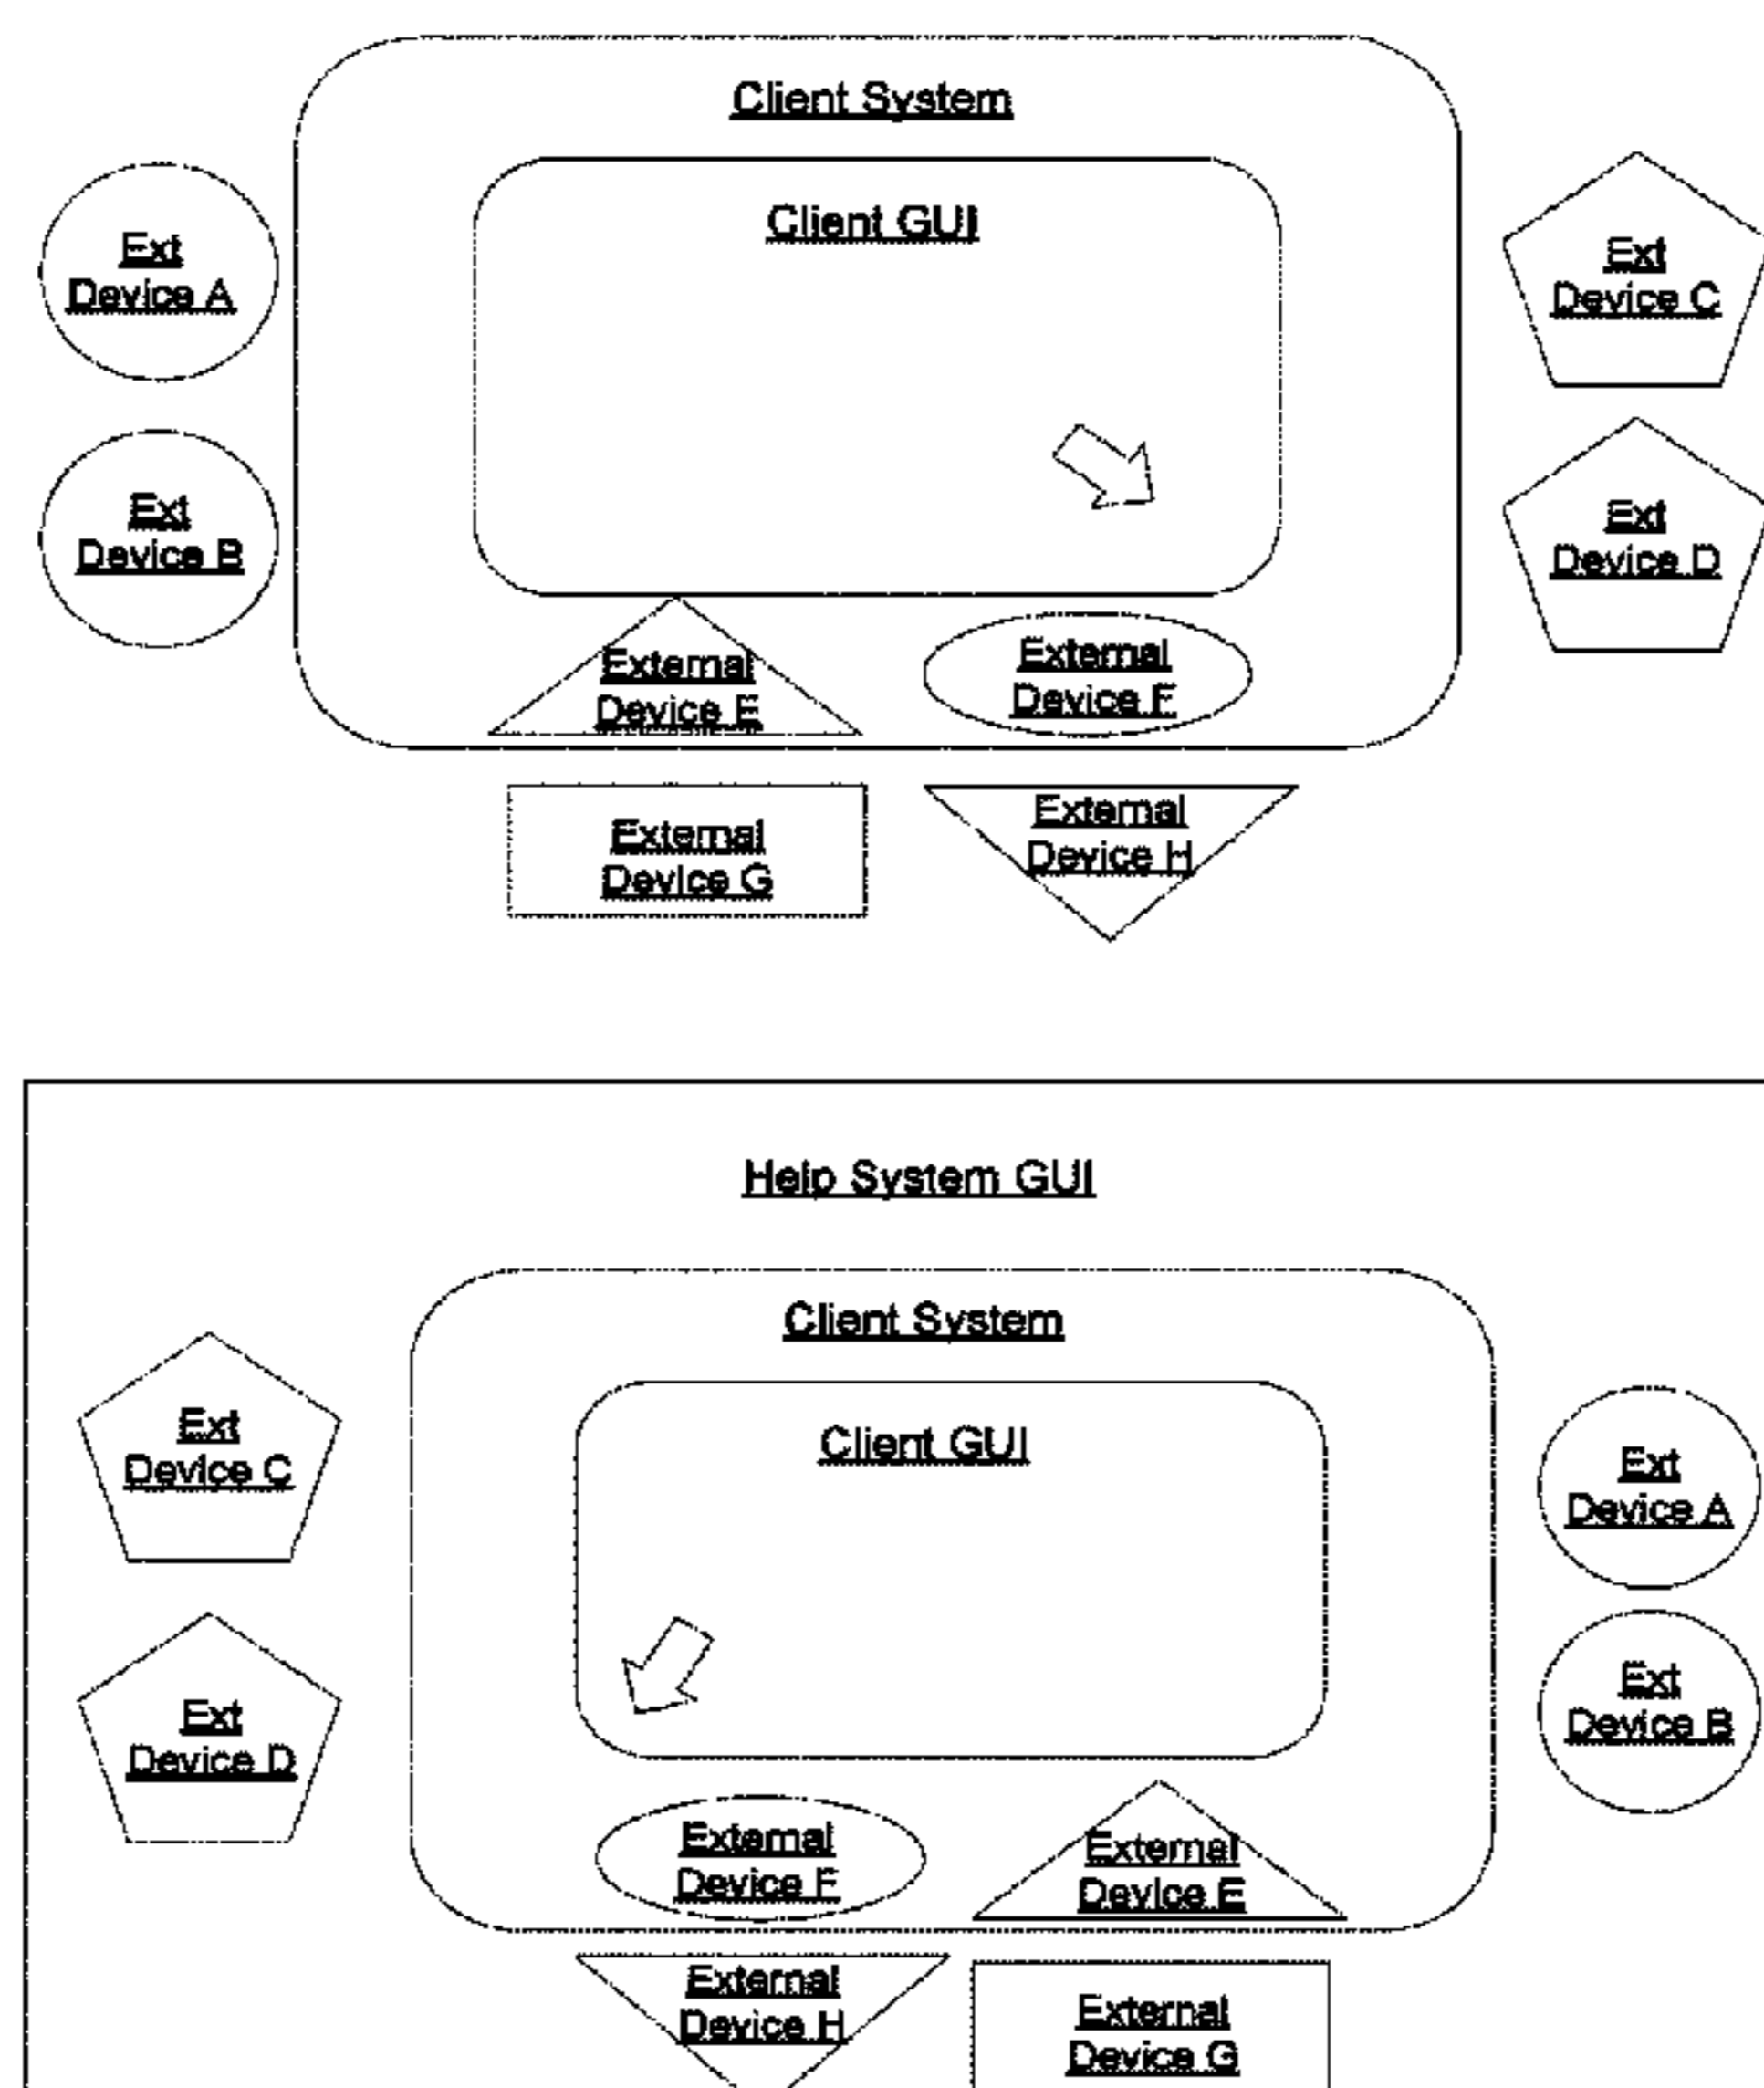 Client System
Client GUI
Ext
Device A
Ext
Device C
Ext
Device B
Ext
Device D
External
Device E
External
Device F
External
Device G
External
Device H
Help System GUI
Client System
Client GUI
Ext
Device C
Ext
Device A
Ext
Device D
Ext
Device B
External
Device F
External
Device E
External
Device H
External
Device G